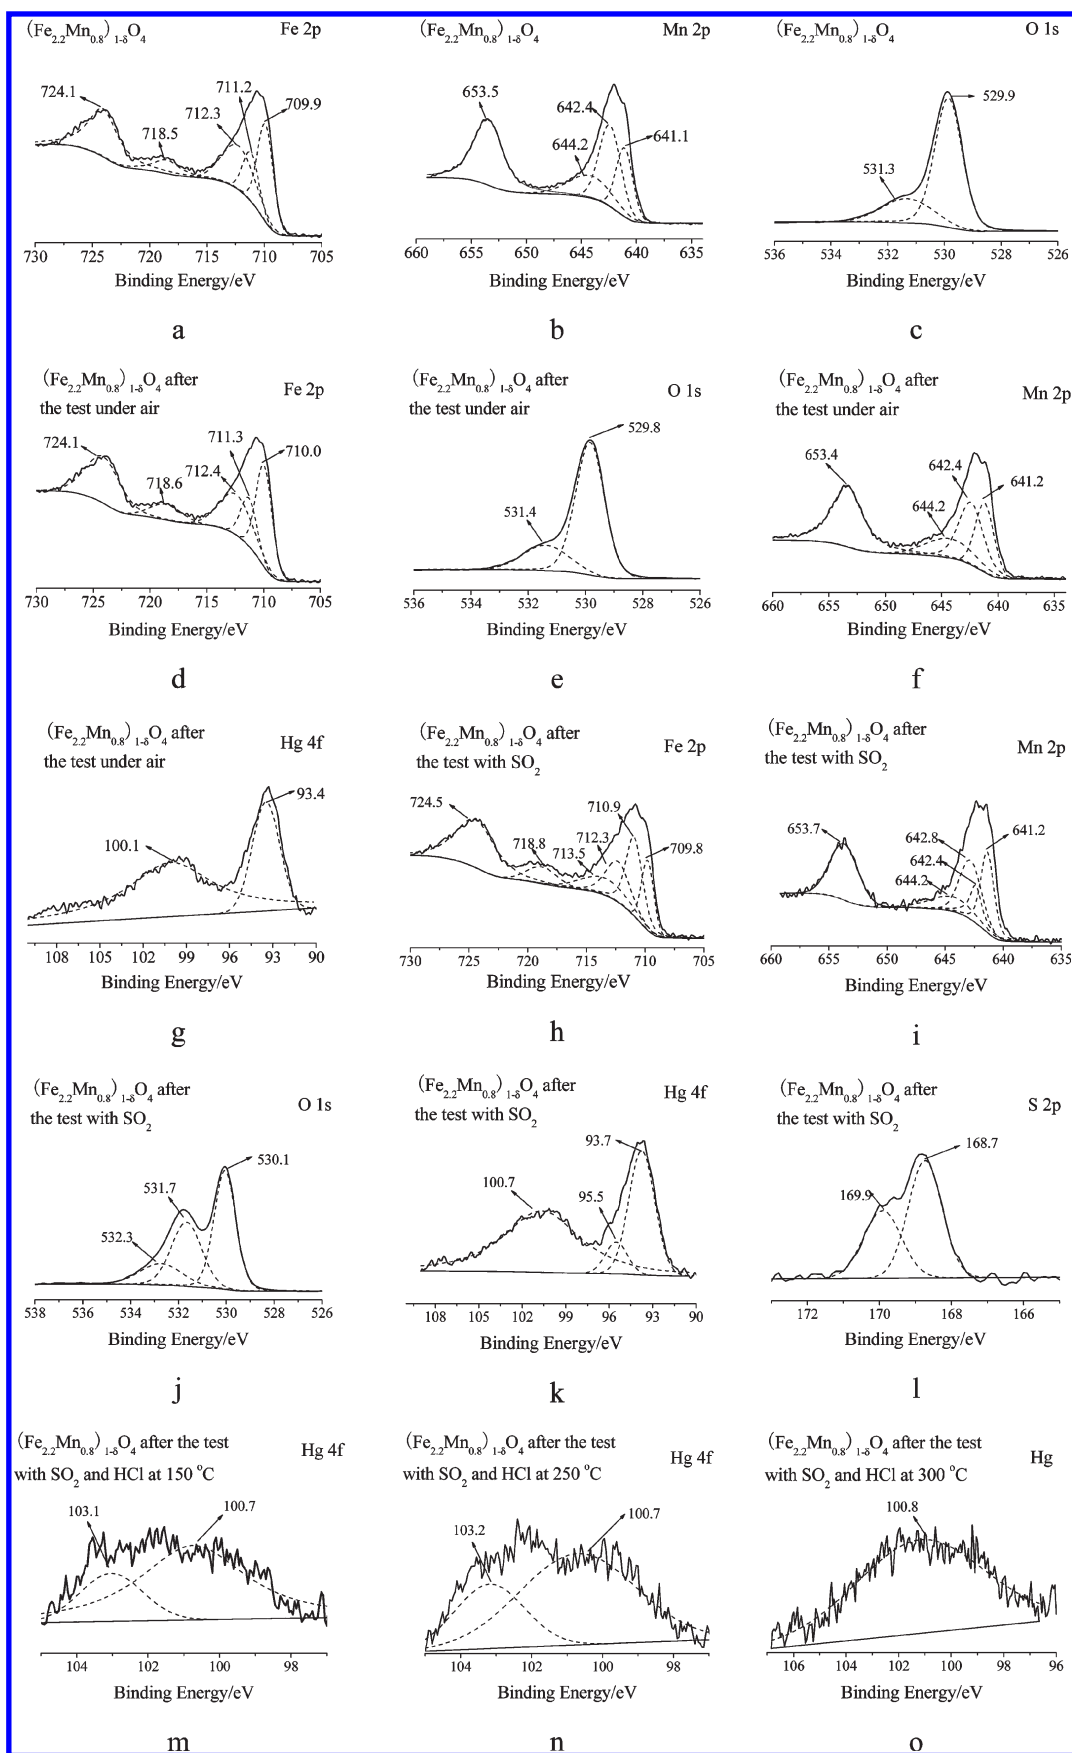 (Fe2.2Mn0.8)1-δO4 Fe 2p
724.1
718.5
712.3
711.2
709.9
730 725 720 715 710 705
Binding Energy/eV
a
(Fe2.2Mn0.8)1-δO4 Mn 2p
653.5
644.2
642.4
641.1
660 655 650 645 640 635
Binding Energy/eV
b
(Fe2.2Mn0.8)1-δO4 O 1s
531.3
529.9
536 534 532 530 528 526
Binding Energy/eV
c
(Fe2.2Mn0.8)1-δO4 after
the test under air
Fe 2p
724.1
718.6
712.4
711.3
710.0
730 725 720 715 710 705
Binding Energy/eV
d
(Fe2.2Mn0.8)1-δO4 after
the test under air
O 1s
531.4
529.8
536 534 532 530 528 526
Binding Energy/eV
e
(Fe2.2Mn0.8)1-δO4 after
the test under air
Mn 2p
653.4
644.2
642.4
641.2
660 655 650 645 640 635
Binding Energy/eV
f
(Fe2.2Mn0.8)1-δO4 after
the test under air
Hg 4f
100.1
93.4
108 105 102 99 96 93 90
Binding Energy/eV
g
(Fe2.2Mn0.8)1-δO4 after
the test with SO2
Fe 2p
724.5
718.8
713.5
712.3
710.9
709.8
730 725 720 715 710 705
Binding Energy/eV
h
(Fe2.2Mn0.8)1-δO4 after
the test with SO2
Mn 2p
653.7
644.2
642.4
642.8
641.2
660 655 650 645 640 635
Binding Energy/eV
i
(Fe2.2Mn0.8)1-δO4 after
the test with SO2
O 1s
532.3
531.7
530.1
538 536 534 532 530 528 526
Binding Energy/eV
j
(Fe2.2Mn0.8)1-δO4 after
the test with SO2
Hg 4f
100.7
95.5
93.7
108 105 102 99 96 93 90
Binding Energy/eV
k
(Fe2.2Mn0.8)1-δO4 after
the test with SO2
S 2p
169.9
168.7
172 170 168 166
Binding Energy/eV
l
(Fe2.2Mn0.8)1-δO4 after the test
with SO2 and HCl at 150 °C
Hg 4f
103.1
100.7
104 102 100 98
Binding Energy/eV
m
(Fe2.2Mn0.8)1-δO4 after the test
with SO2 and HCl at 250 °C
Hg 4f
103.2
100.7
104 102 100 98
Binding Energy/eV
n
(Fe2.2Mn0.8)1-δO4 after the test
with SO2 and HCl at 300 °C
Hg
100.8
106 104 102 100 98 96
Binding Energy/eV
o